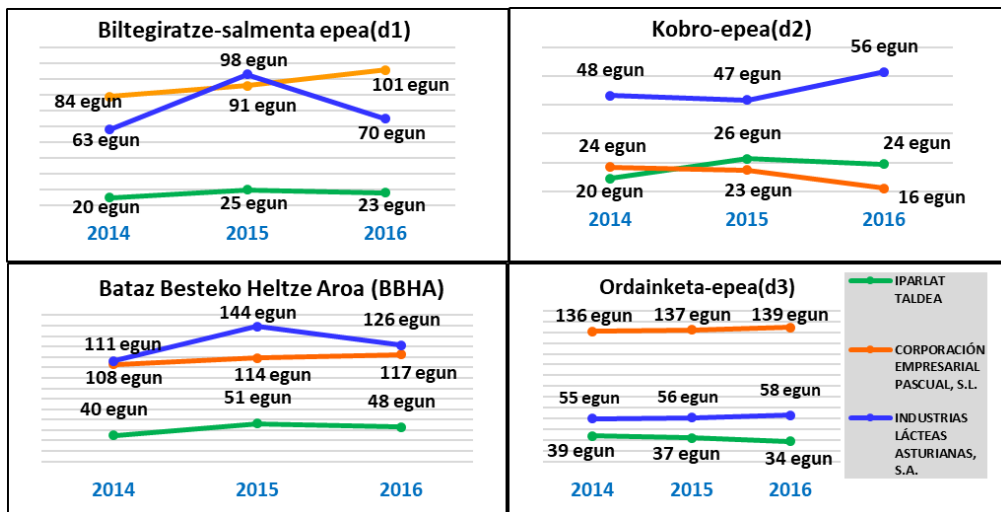 Biltegiratze-salmenta epea(d1)
98 egun
84 egun
91 egun
101 egun
63 egun
70 egun
20 egun
25 egun
23 egun
2014
2015
2016
Kobro-epea(d2)
56 egun
48 egun
47 egun
24 egun
26 egun
24 egun
20 egun
23 egun
16 egun
2014
2015
2016
Bataz Besteko Heltze Aroa (BBHA)
144 egun
126 egun
111 egun
108 egun
114 egun
117 egun
40 egun
51 egun
48 egun
2014
2015
2016
Ordainketa-epea(d3)
136 egun
137 egun
139 egun
55 egun
56 egun
58 egun
39 egun
37 egun
34 egun
2014
2015
2016
IPARLAT
TALDEA
CORPORACIÓN
EMPRESARIAL
PASCUAL, S.L.
INDUSTRIAS
LÁCTEAS
ASTURIANAS,
S.A.